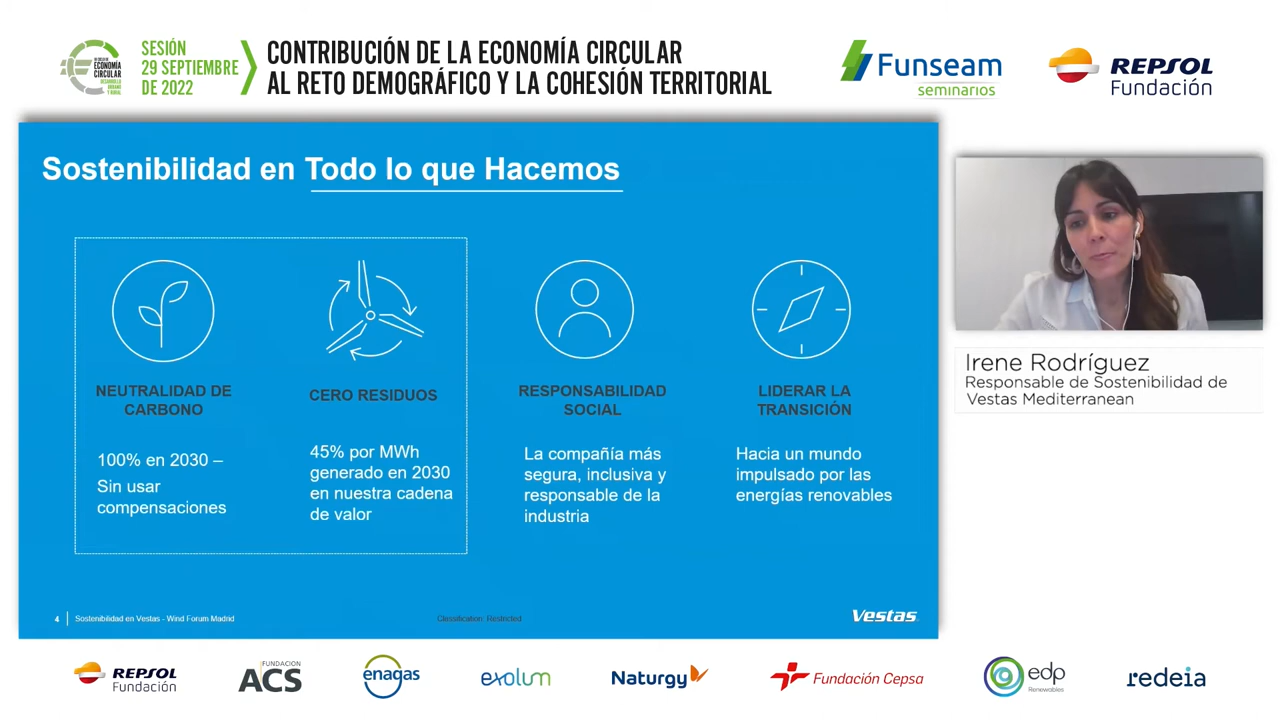 SESIÓN
29 SEPTIEMBRE
DE 2022
ECONOMÍA
CIRCULAR
CONTRIBUCIÓN DE LA ECONOMÍA CIRCULAR
AL RETO DEMOGRÁFICO Y LA COHESIÓN TERRITORIAL
Funseam
seminarios
REPSOL
Fundación
Sostenibilidad en Todo lo que Hacemos
NEUTRALIDAD DE
CARBONO
100% en 2030 –
Sin usar
compensaciones
CERO RESIDUOS
45% por MWh
generado en 2030
en nuestra cadena
de valor
RESPONSABILIDAD
SOCIAL
La compañía más
segura, inclusiva y
responsable de la
industria
LIDERAR LA
TRANSICIÓN
Hacia un mundo
impulsado por las
energías renovables
4
Sostenibilidad en Vestas - Wind Forum Madrid
Classification: Restricted
Vestas
Irene Rodríguez
Responsable de Sostenibilidad de
Vestas Mediterranean
REPSOL
Fundación
FUNDACION
ACS
enagas
exolum
Naturgy
Fundación Cepsa
edp
Renewables
redeia